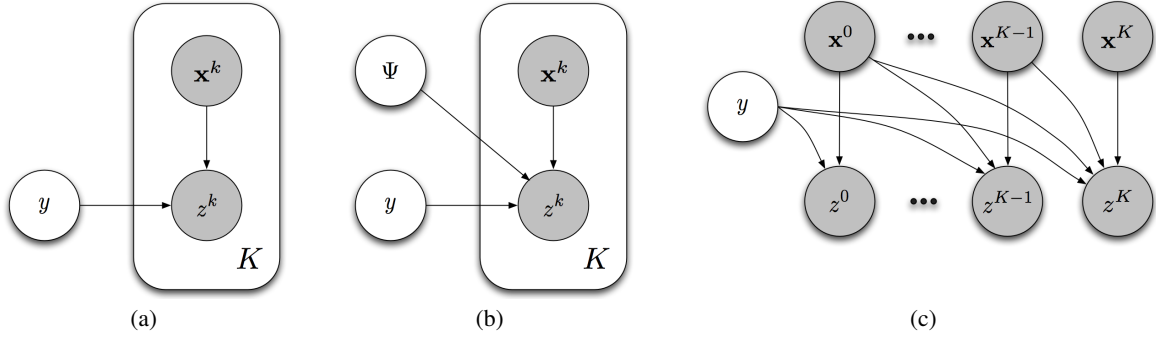 x^k
y
z^k
K
(a)
Ψ
x^k
y
z^k
K
(b)
x^0 ••• x^{K−1} x^K
y
z^0 ••• z^{K−1} z^K
(c)